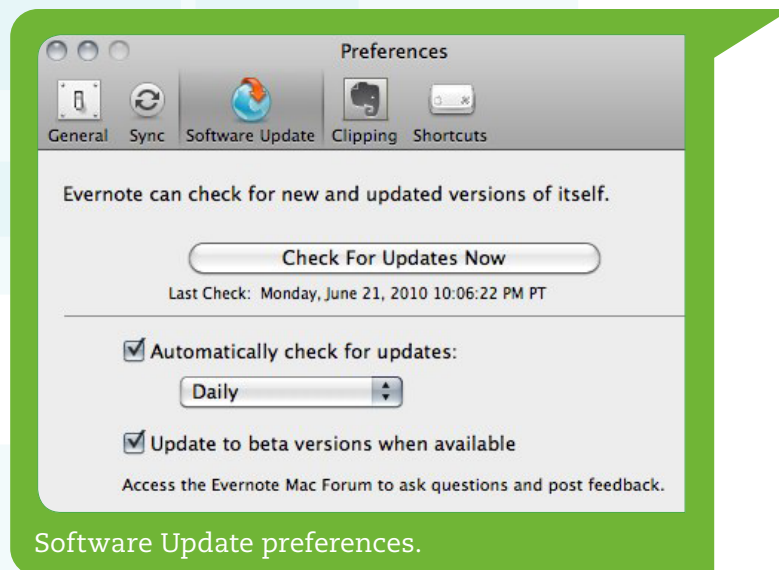 Preferences
General Sync Software Update Clipping Shortcuts
Evernote can check for new and updated versions of itself.
Check For Updates Now
Last Check: Monday, June 21, 2010 10:06:22 PM PT
Automatically check for updates:
Daily
Update to beta versions when available
Access the Evernote Mac Forum to ask questions and post feedback.
Software Update preferences.